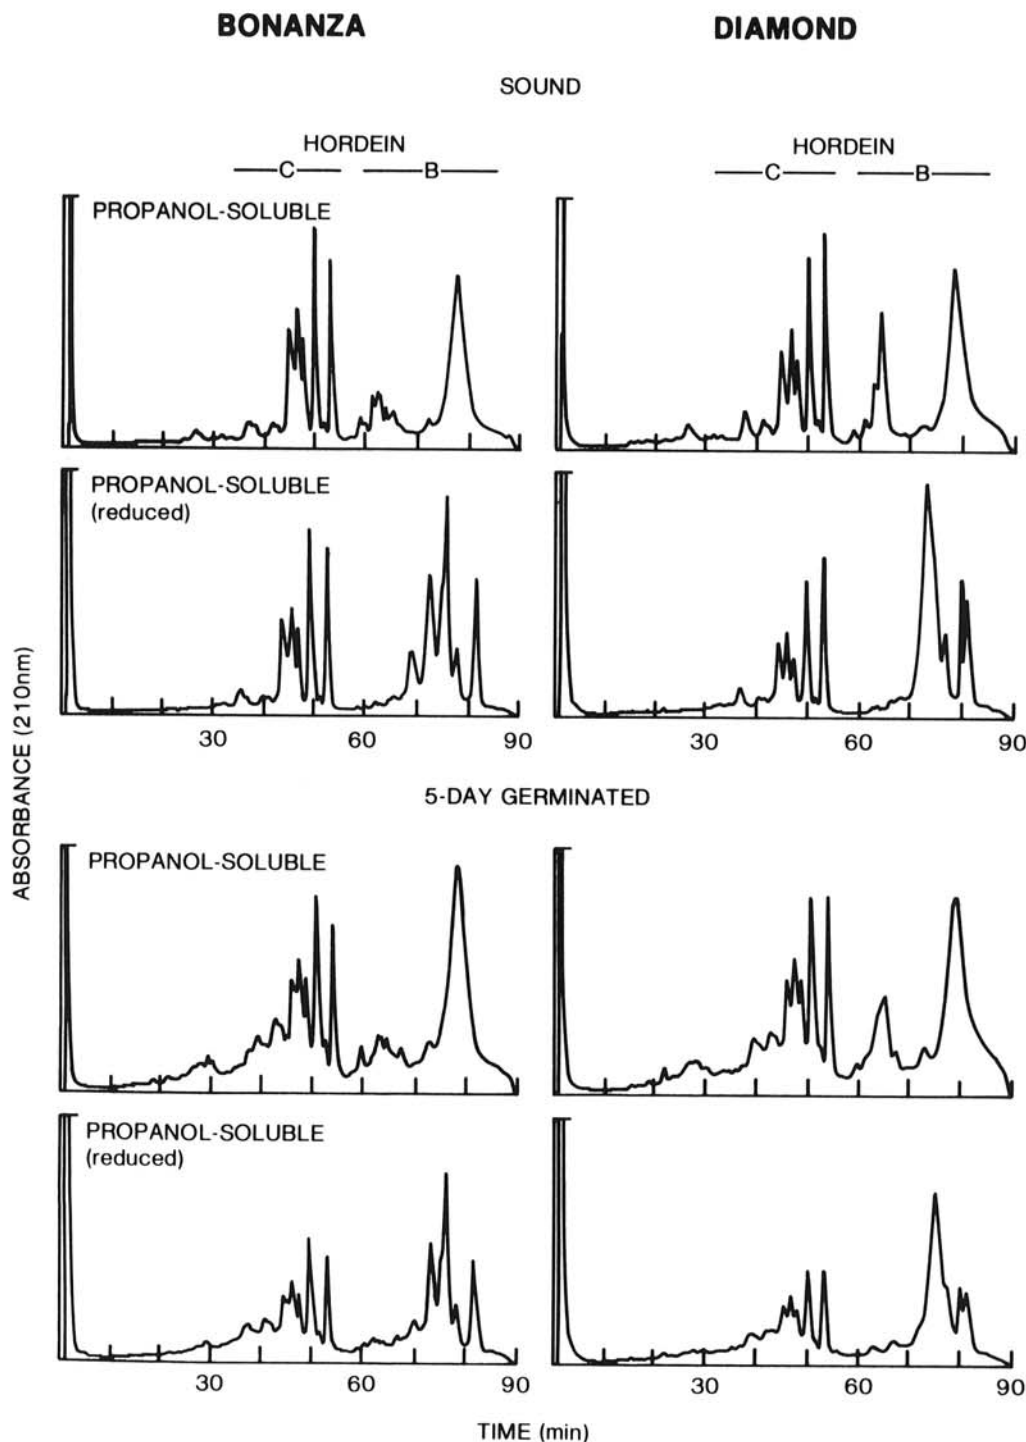 BONANZA DIAMOND
SOUND
HORDEIN HORDEIN
C B C B
PROPANOL-SOLUBLE
PROPANOL-SOLUBLE
(reduced)
30 60 90 30 60 90
ABSORBANCE (210nm)
5-DAY GERMINATED
PROPANOL-SOLUBLE
PROPANOL-SOLUBLE
(reduced)
30 60 90 30 60 90
TIME (min)